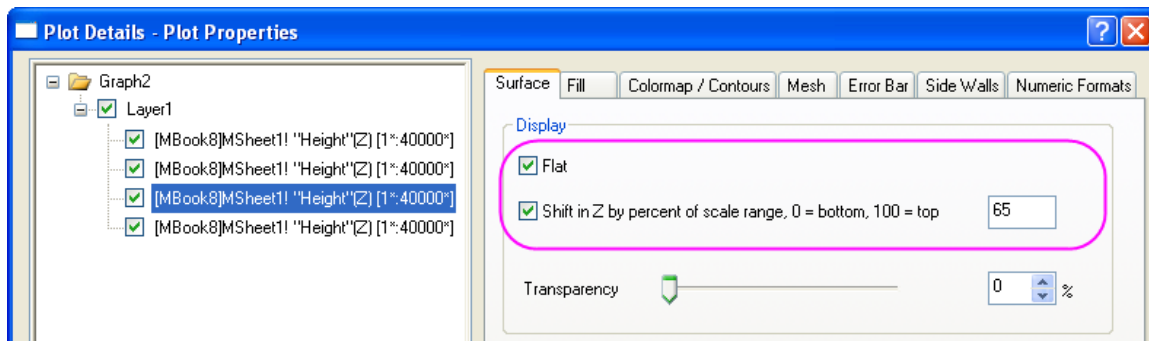 Plot Details - Plot Properties
Graph2
Layer1
[MBook8]MSheet1! "Height"(Z) [1*:40000*]
[MBook8]MSheet1! "Height"(Z) [1*:40000*]
[MBook8]MSheet1! "Height"(Z) [1*:40000*]
[MBook8]MSheet1! "Height"(Z) [1*:40000*]
Surface Fill Colormap / Contours Mesh Error Bar Side Walls Numeric Formats
Display
Flat
Shift in Z by percent of scale range, 0 = bottom, 100 = top 65
Transparency 0 %